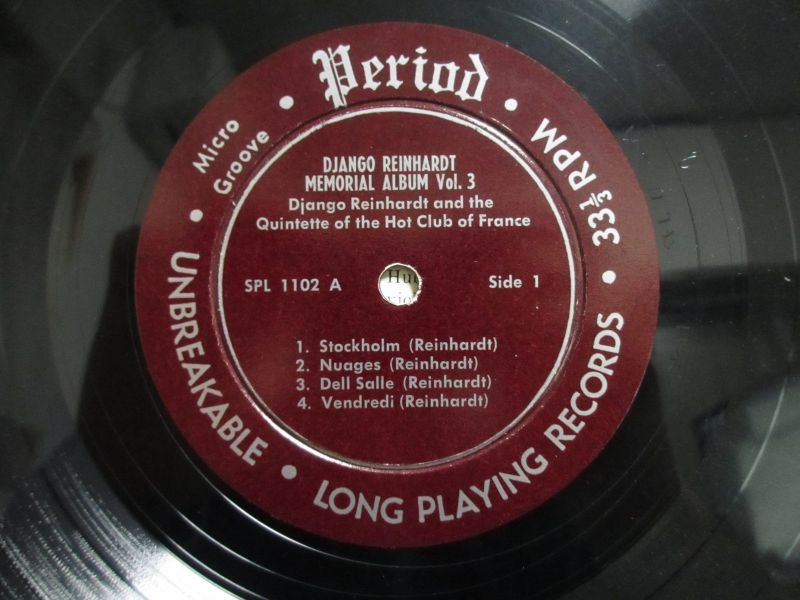 Period
Micro
Groove
33⅓ RPM
DJANGO REINHARDT
MEMORIAL ALBUM Vol. 3
Django Reinhardt and the
Quintette of the Hot Club of France
SPL 1102 A
Side 1
1. Stockholm (Reinhardt)
2. Nuages (Reinhardt)
3. Dell Salle (Reinhardt)
4. Vendredi (Reinhardt)
UNBREAKABLE • LONG PLAYING RECORDS